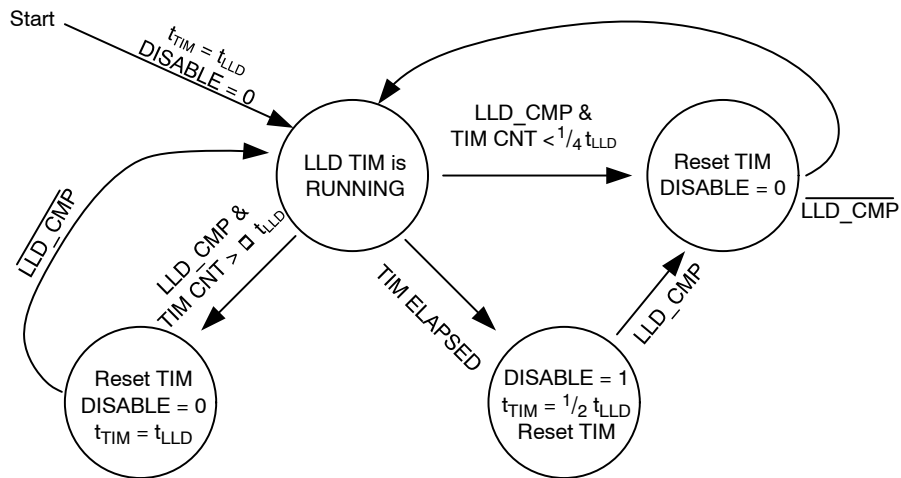 Start
tTIM = tLLD
DISABLE = 0
LLD TIM is
RUNNING
LLD_CMP &
TIM CNT < 1/4 tLLD
Reset TIM
DISABLE = 0
L̅L̅D̅_̅C̅M̅P̅
L̅L̅D̅_̅C̅M̅P̅
LLD_CMP &
TIM CNT > □ tLLD
TIM ELAPSED
LLD_CMP
Reset TIM
DISABLE = 0
tTIM = tLLD
DISABLE = 1
tTIM = 1/2 tLLD
Reset TIM